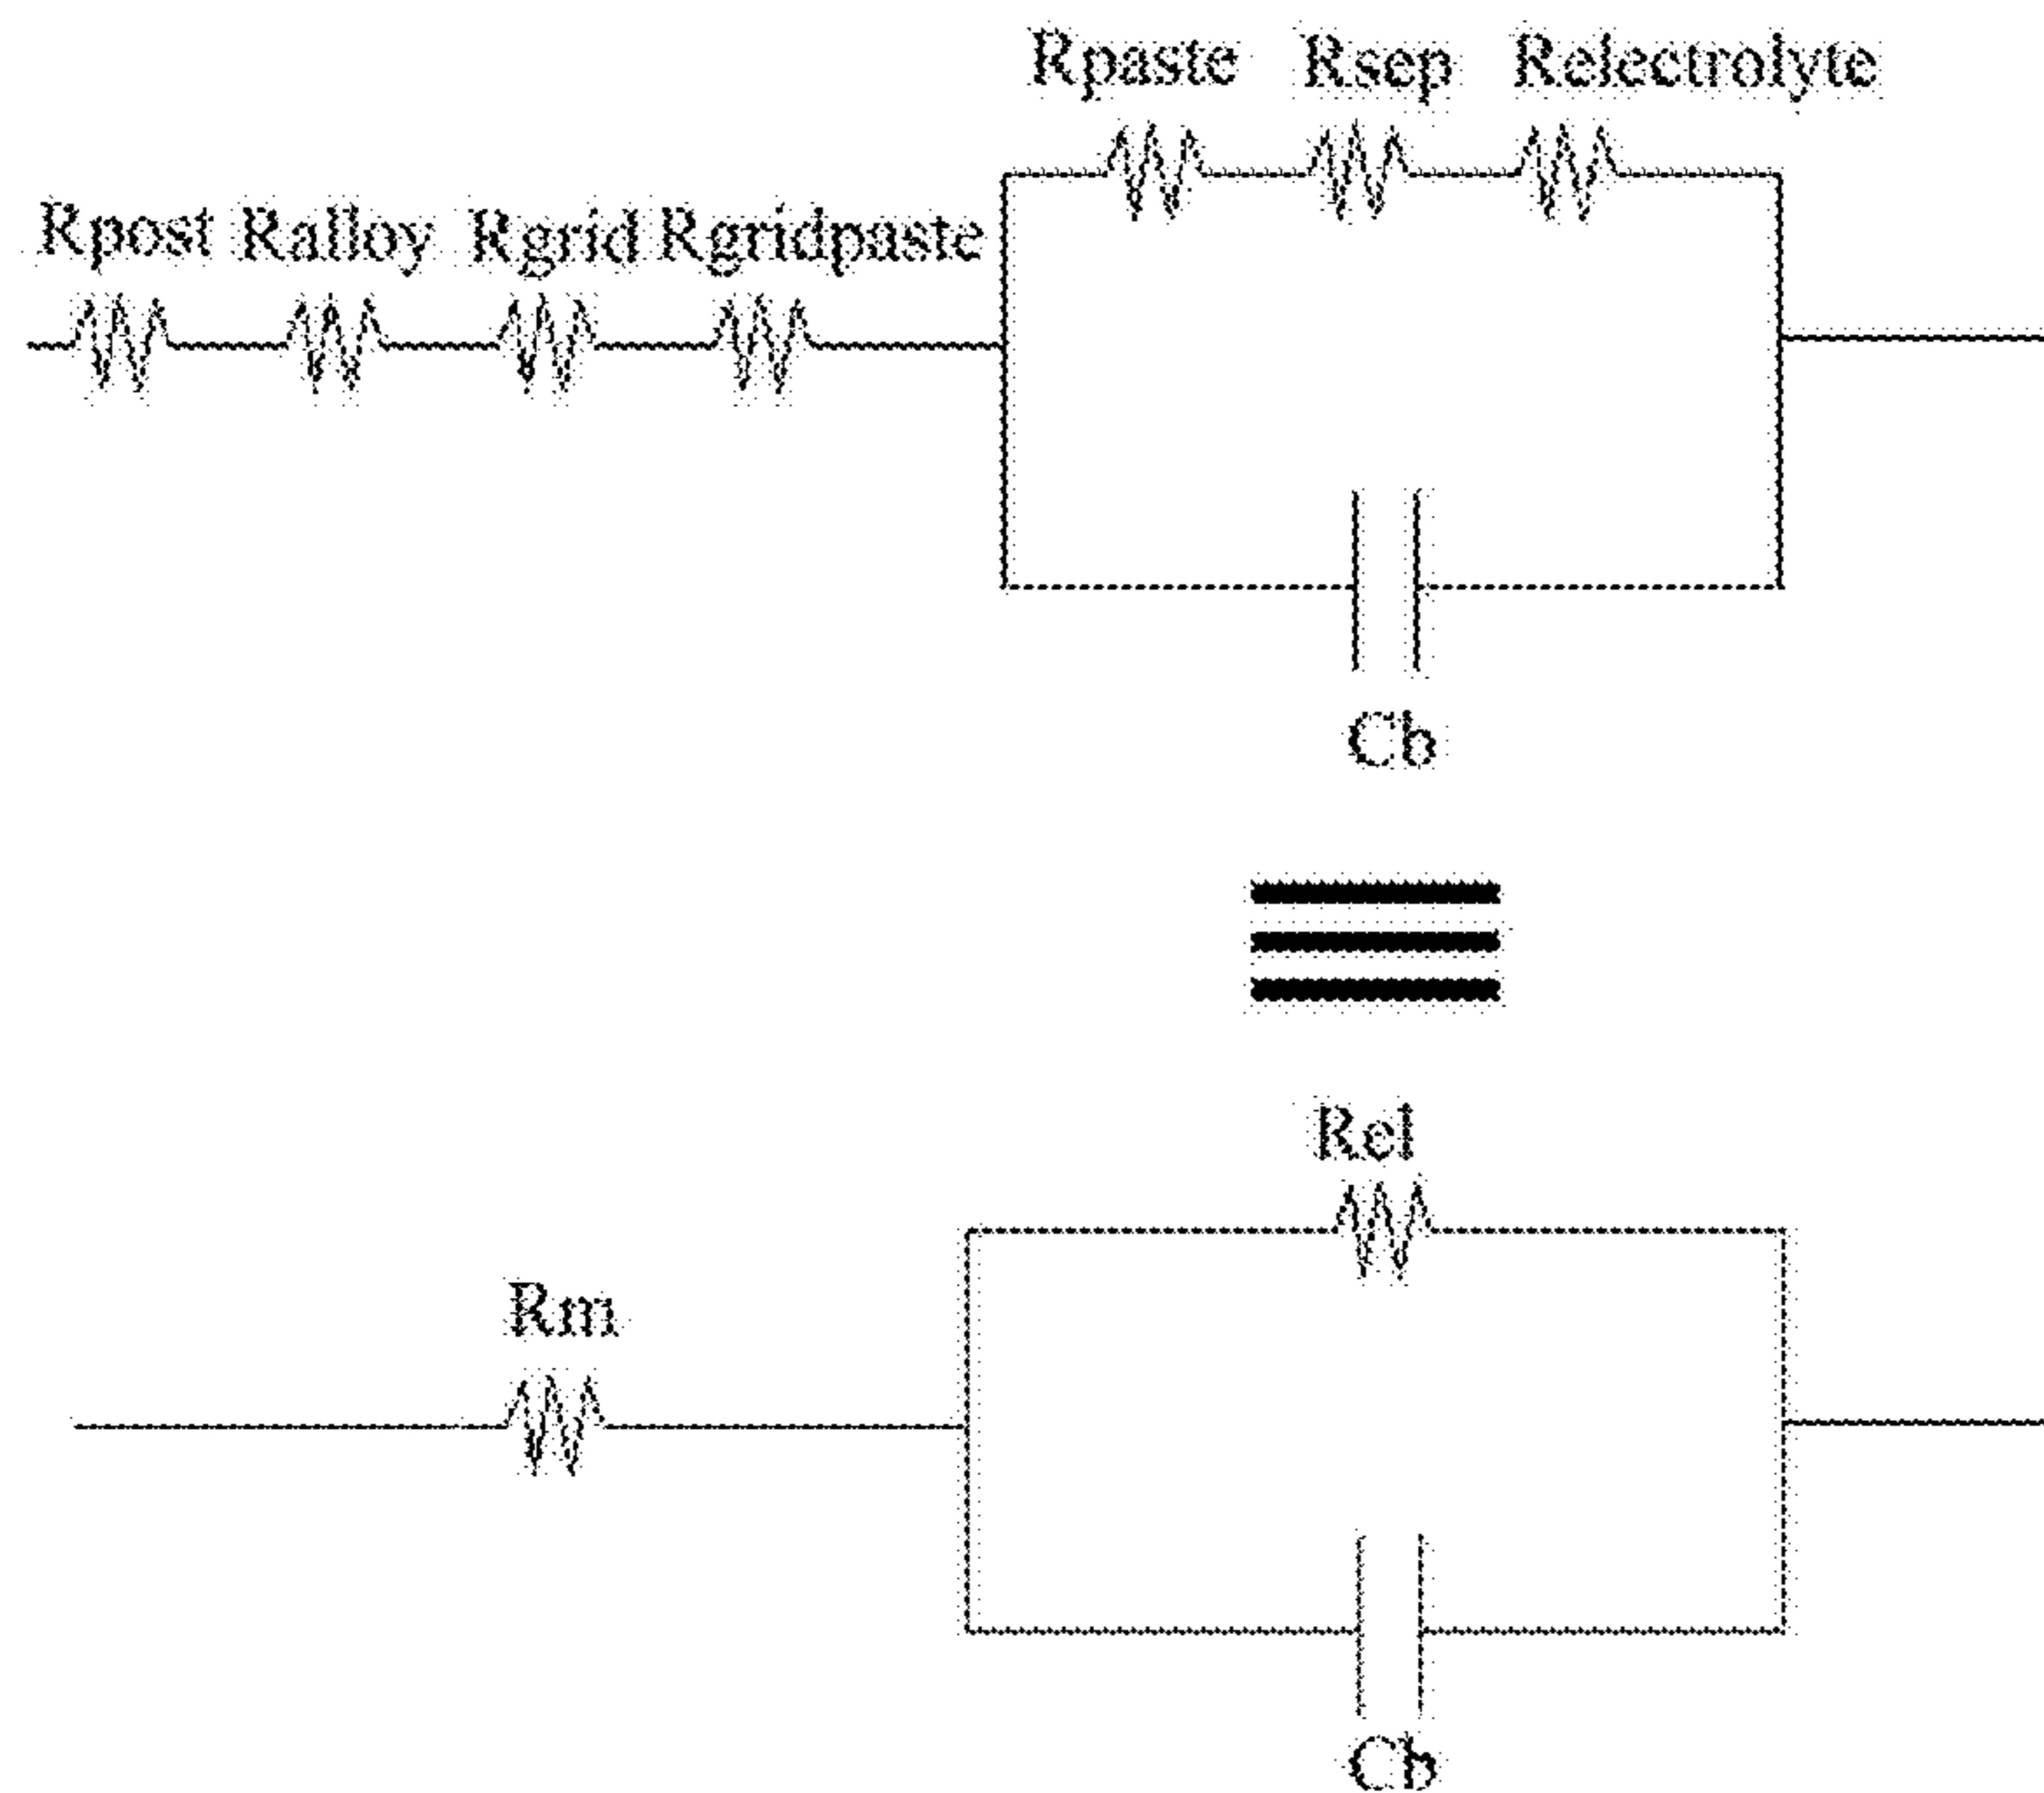 Rpaste Rsep Relectrolyte
Rpost Ralloy Rgrid Rgridpaste
Cb
Rel
Rm
Cb